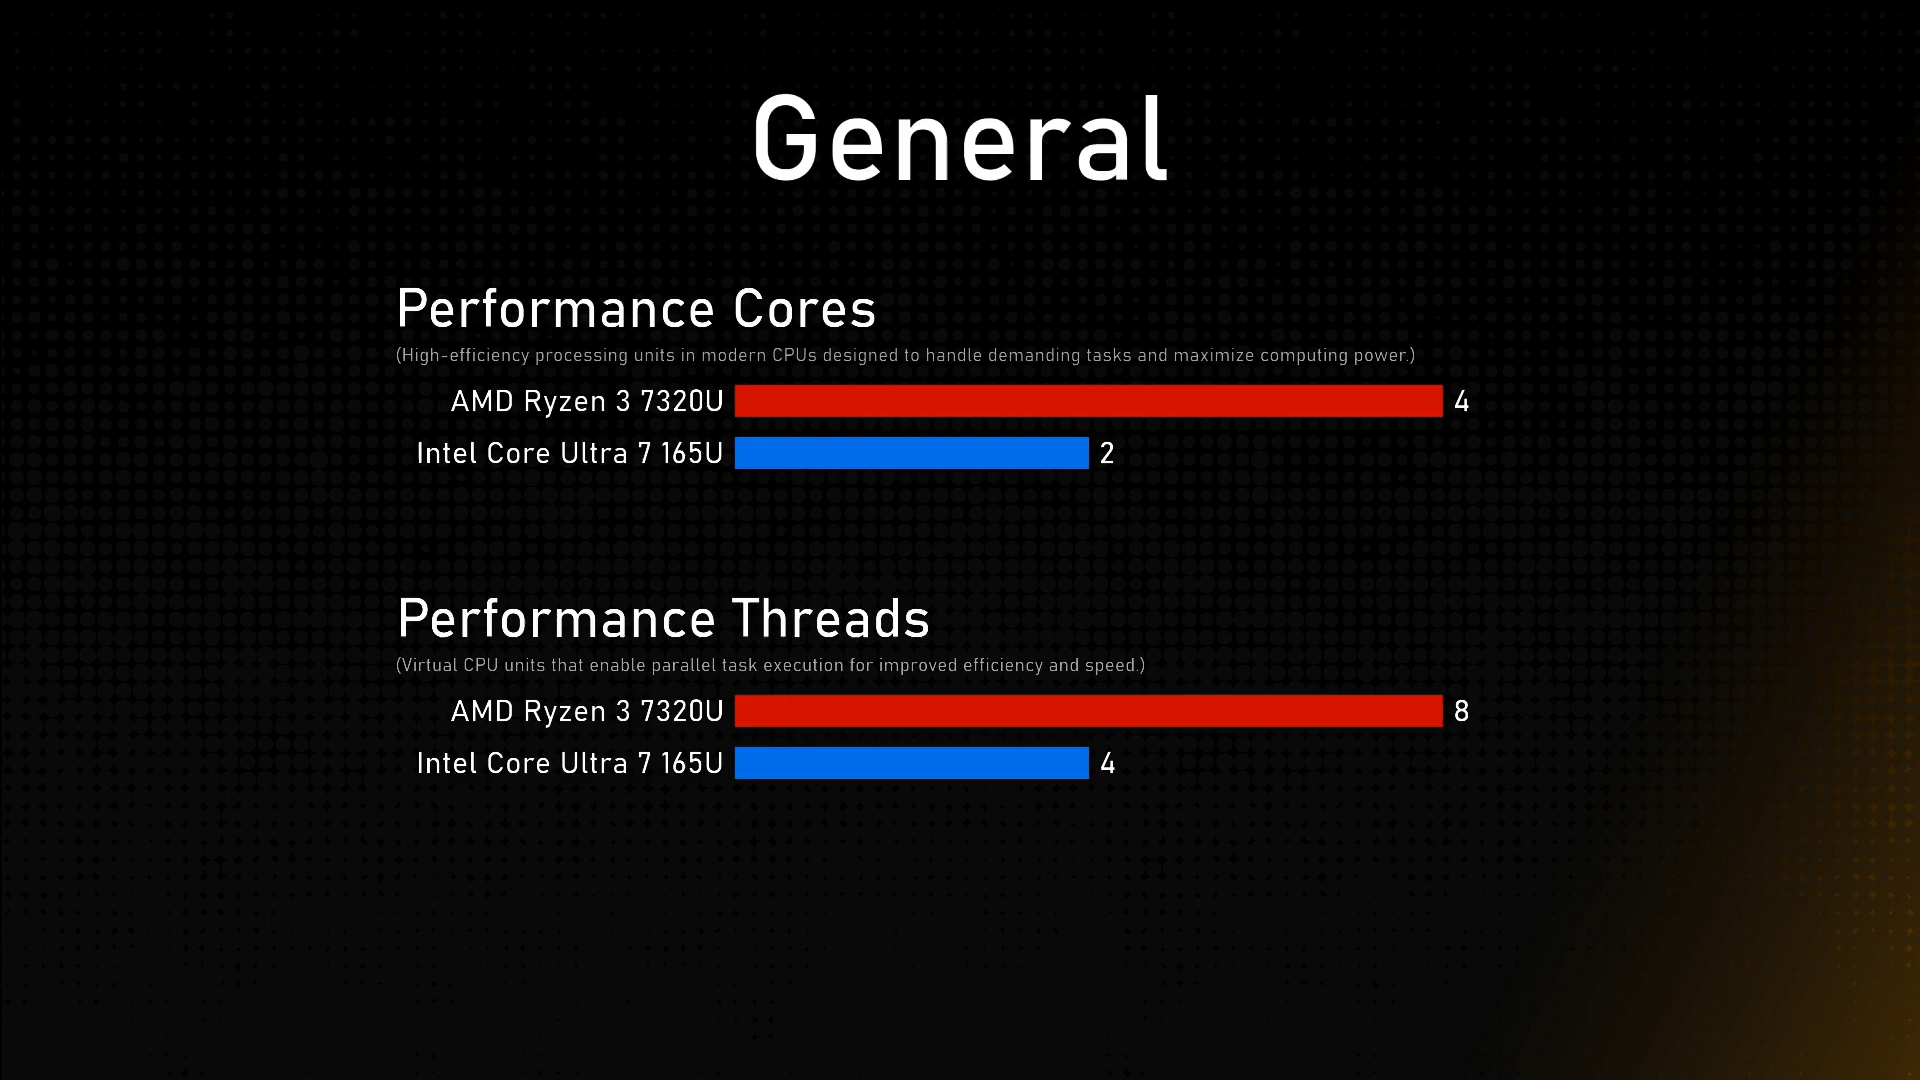 General
Performance Cores
(High-efficiency processing units in modern CPUs designed to handle demanding tasks and maximize computing power.)
AMD Ryzen 3 7320U 4
Intel Core Ultra 7 165U 2
Performance Threads
(Virtual CPU units that enable parallel task execution for improved efficiency and speed.)
AMD Ryzen 3 7320U 8
Intel Core Ultra 7 165U 4